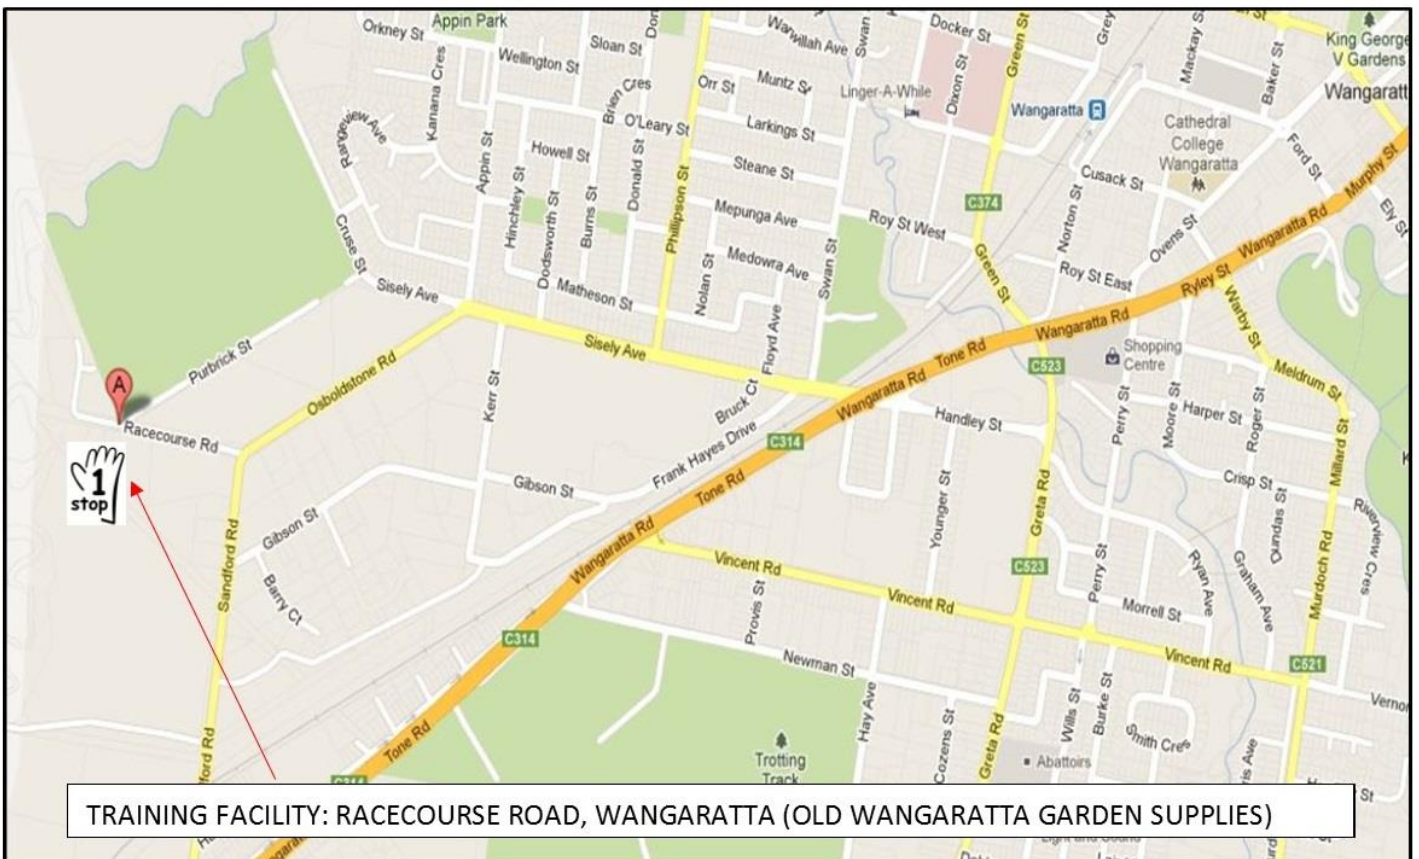 Appin Park
Orkney St
Wellington St
Sloan St
Kanana Cres
Rangeview Ave
Appin St
Brien Cres
O'Leary St
Howell St
Hinchley St
Dodsworth St
Burns St
Donald St
Phillipson St
Orr St
Muntz St
Larkings St
Steane St
Mepunga Ave
Medowra Ave
Nolan St
Matheson St
Floyd Ave
Swan St
Swan St
Linger-A-While
Docker St
Dixon St
Green St
Wangaratta
Mackay St
Baker St
King George
V Gardens
Cathedral
College
Wangaratta
Cusack St
Ford St
Ely St
Murphy St
Norton St
Ovens St
C374
Roy St West
Green St
Roy St East
Wangaratta Rd
Ryley St
Wangaratta Rd
Tone Rd
Wangaratta Rd
Warby St
Meldrum St
Shopping
Centre
C523
Cruse St
Sisely Ave
Sisely Ave
Purbrick St
Osboldstone Rd
A
Racecourse Rd
1
stop
Kerr St
Bruck Ct
Frank Hayes Drive
C314
Tone Rd
Handley St
Perry St
Moore St
Harper St
Roger St
Millard St
Crisp St
Dundas St
Riverview Cres
Gibson St
Gibson St
Barry Ct
Sandford Rd
Wangaratta Rd
Younger St
Greta Rd
C523
Perry St
Ryan Ave
Graham Ave
Murdoch Rd
Vincent Rd
Vincent Rd
Vincent Rd
Provis St
Morrell St
C314
Newman St
C521
Hay Ave
Cozens St
Greta Rd
Wills St
Burke St
Smith Cres
Abattoirs
Trotting
Track
Tone Rd
TRAINING FACILITY: RACECOURSE ROAD, WANGARATTA (OLD WANGARATTA GARDEN SUPPLIES)